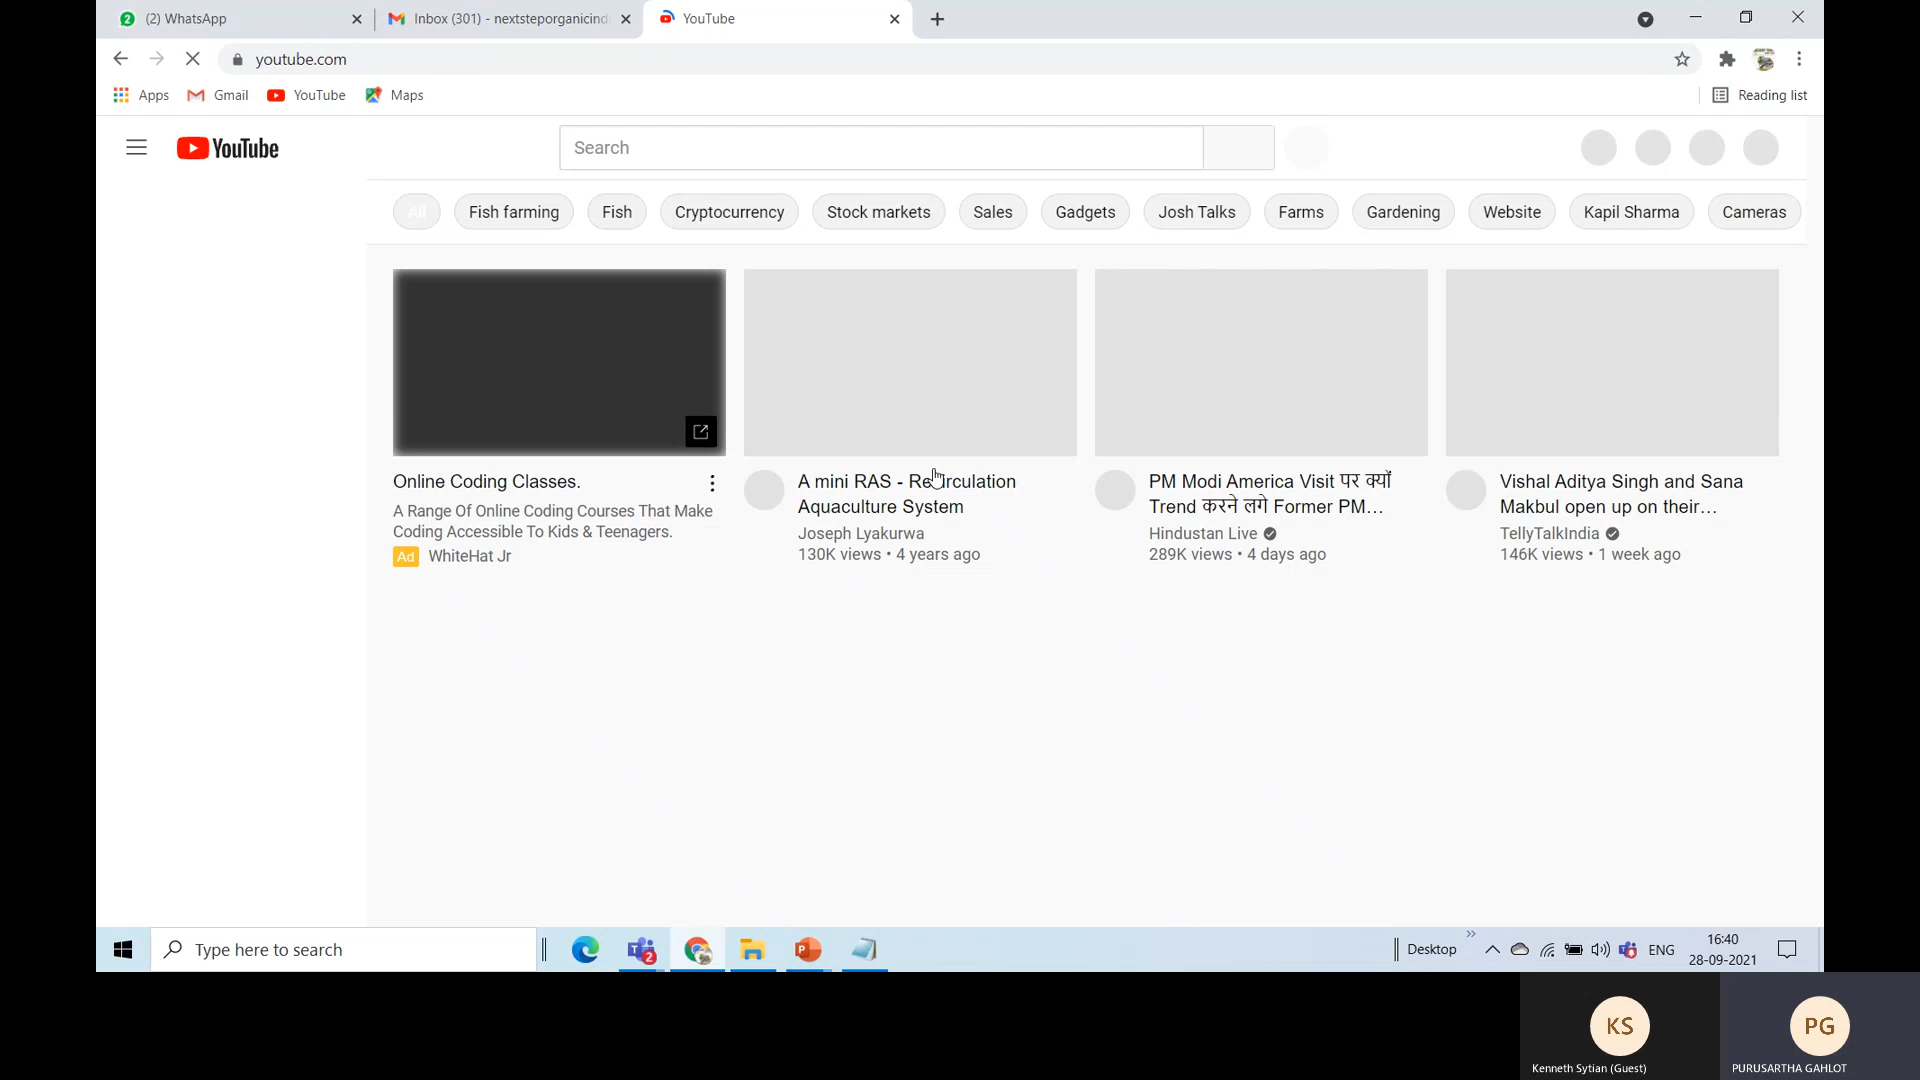 (2) WhatsApp
Inbox (301) - nextsteporganicind
YouTube
youtube.com
Apps
Gmail
YouTube
Maps
Reading list
YouTube
Search
All
Fish farming
Fish
Cryptocurrency
Stock markets
Sales
Gadgets
Josh Talks
Farms
Gardening
Website
Kapil Sharma
Cameras
Online Coding Classes.
A Range Of Online Coding Courses That Make
Coding Accessible To Kids & Teenagers.
Ad WhiteHat Jr
A mini RAS - Recirculation
Aquaculture System
Joseph Lyakurwa
130K views • 4 years ago
PM Modi America Visit पर क्यों
Trend करने लगे Former PM...
Hindustan Live
289K views • 4 days ago
Vishal Aditya Singh and Sana
Makbul open up on their...
TellyTalkIndia
146K views • 1 week ago
Type here to search
2
Desktop
ENG
16:40
28-09-2021
KS
Kenneth Sytian (Guest)
PG
PURUSARTHA GAHLOT